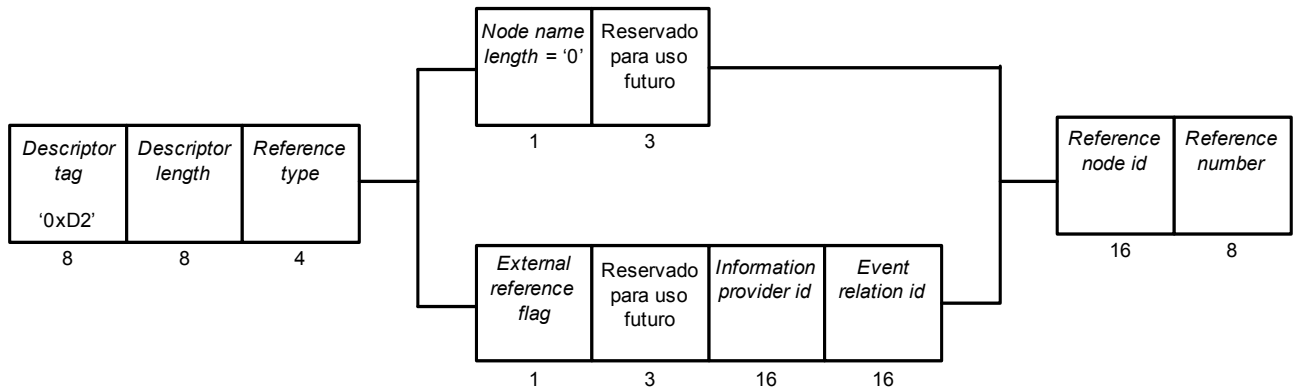 Descriptor
tag
‘0xD2’
8
Descriptor
length
8
Reference
type
4
Node name
length = ‘0’
1
Reservado
para uso
futuro
3
External
reference
flag
1
Reservado
para uso
futuro
3
Information
provider id
16
Event
relation id
16
Reference
node id
16
Reference
number
8